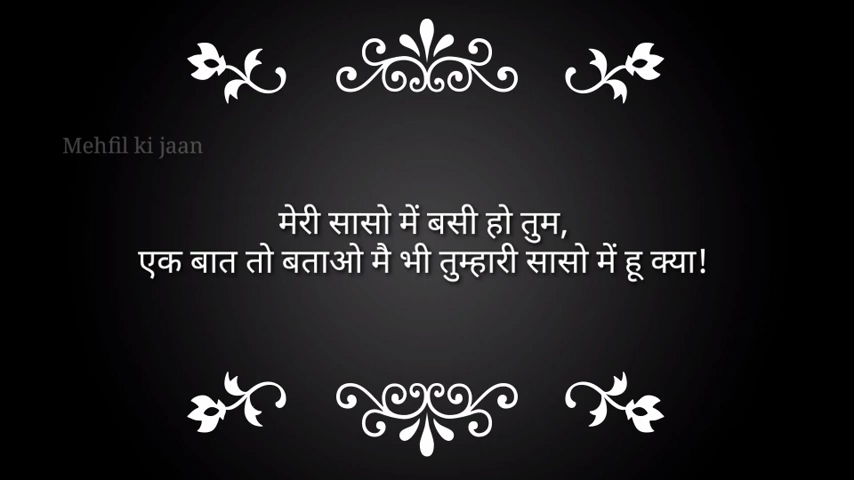 Mehfil ki jaan
मेरी सासो में बसी हो तुम,
एक बात तो बताओ मै भी तुम्हारी सासो में हू क्या!